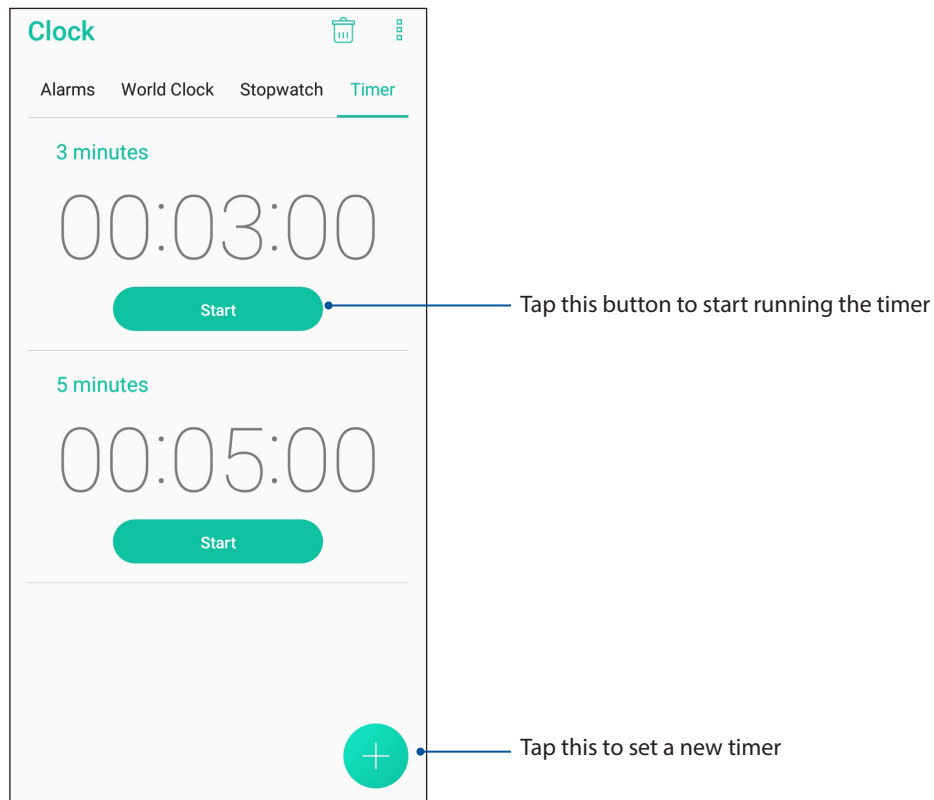 Clock
Alarms World Clock Stopwatch Timer
3 minutes
00:03:00
Start
Tap this button to start running the timer
5 minutes
00:05:00
Start
Tap this to set a new timer